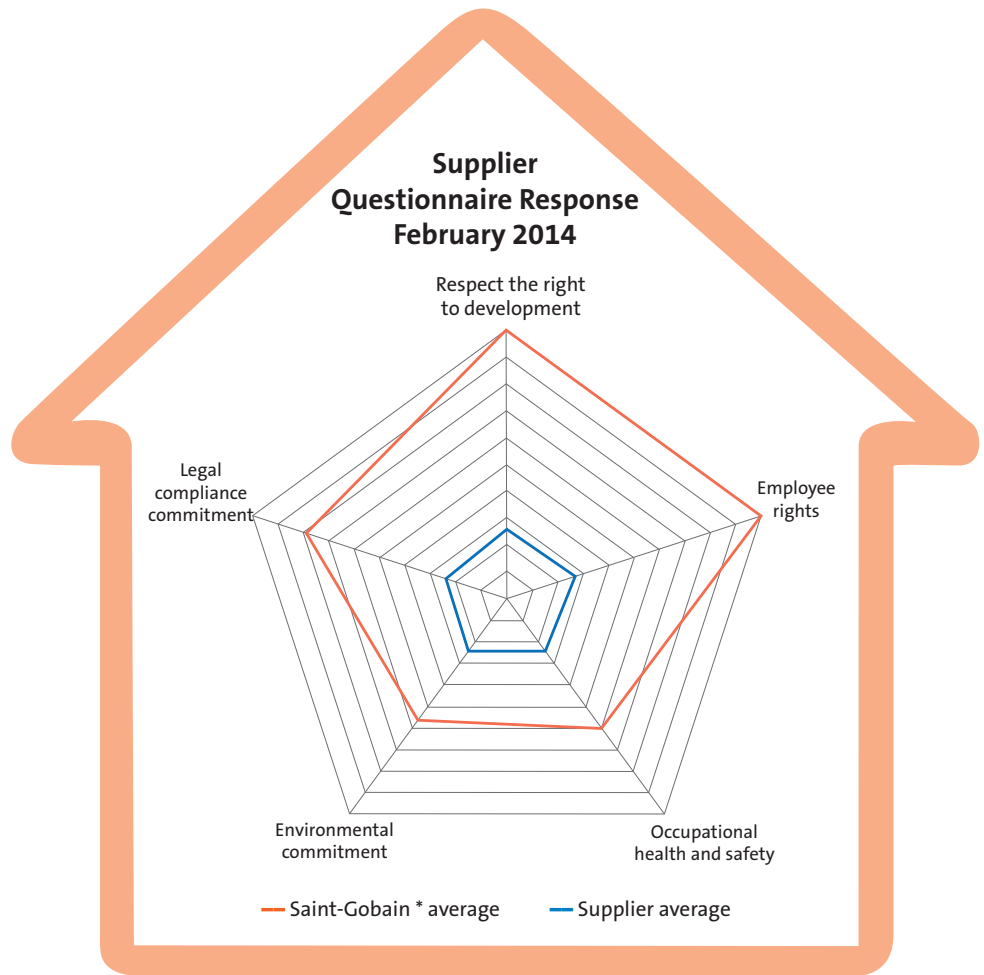 Supplier
Questionnaire Response
February 2014
Respect the right
to development
Legal
compliance
commitment
Employee
rights
Environmental
commitment
Occupational
health and safety
Saint-Gobain * average
Supplier average